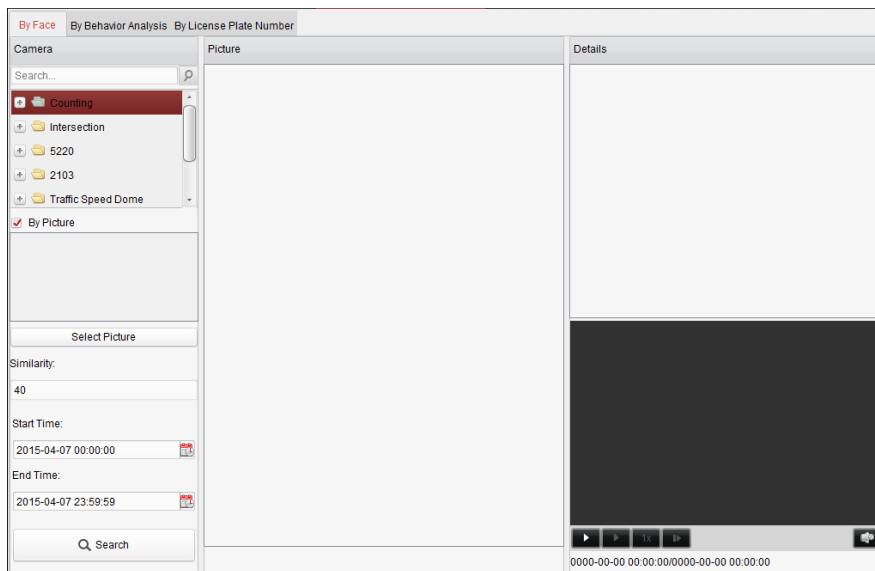 By Face By Behavior Analysis By License Plate Number
Camera
Search...
Counting
Intersection
5220
2103
Traffic Speed Dome
By Picture
Select Picture
Similarity:
40
Start Time:
2015-04-07 00:00:00
End Time:
2015-04-07 23:59:59
Search
Picture
Details
1x
0000-00-00 00:00:00/0000-00-00 00:00:00